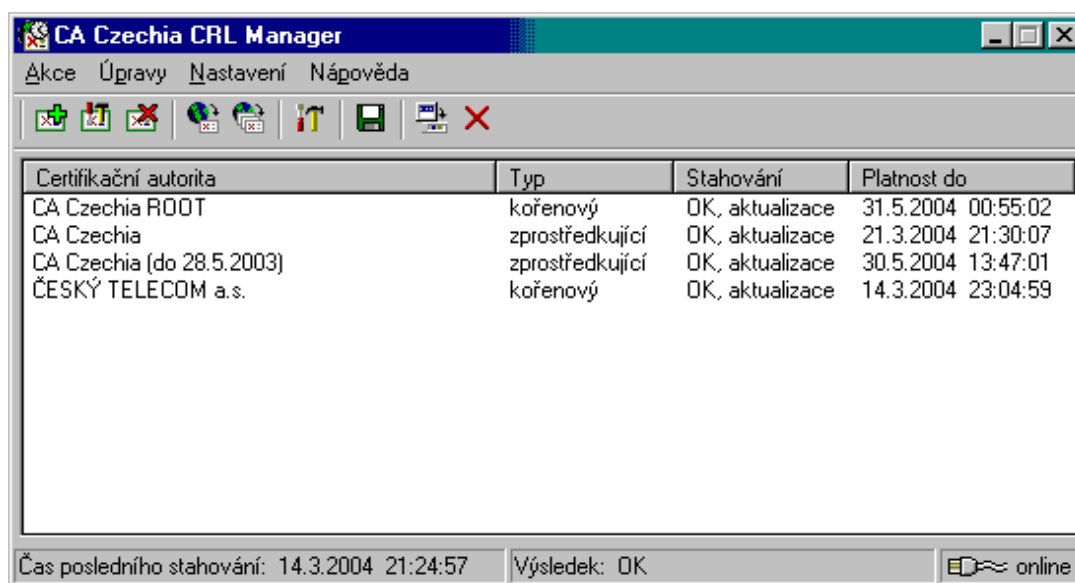 CA Czechia CRL Manager
Akce Úpravy Nastavení Nápověda
Certifikační autorita Typ Stahování Platnost do
CA Czechia ROOT kořenový OK, aktualizace 31.5.2004 00:55:02
CA Czechia zprostředkující OK, aktualizace 21.3.2004 21:30:07
CA Czechia (do 28.5.2003) zprostředkující OK, aktualizace 30.5.2004 13:47:01
ČESKÝ TELECOM a.s. kořenový OK, aktualizace 14.3.2004 23:04:59
Čas posledního stahování: 14.3.2004 21:24:57 Výsledek: OK online